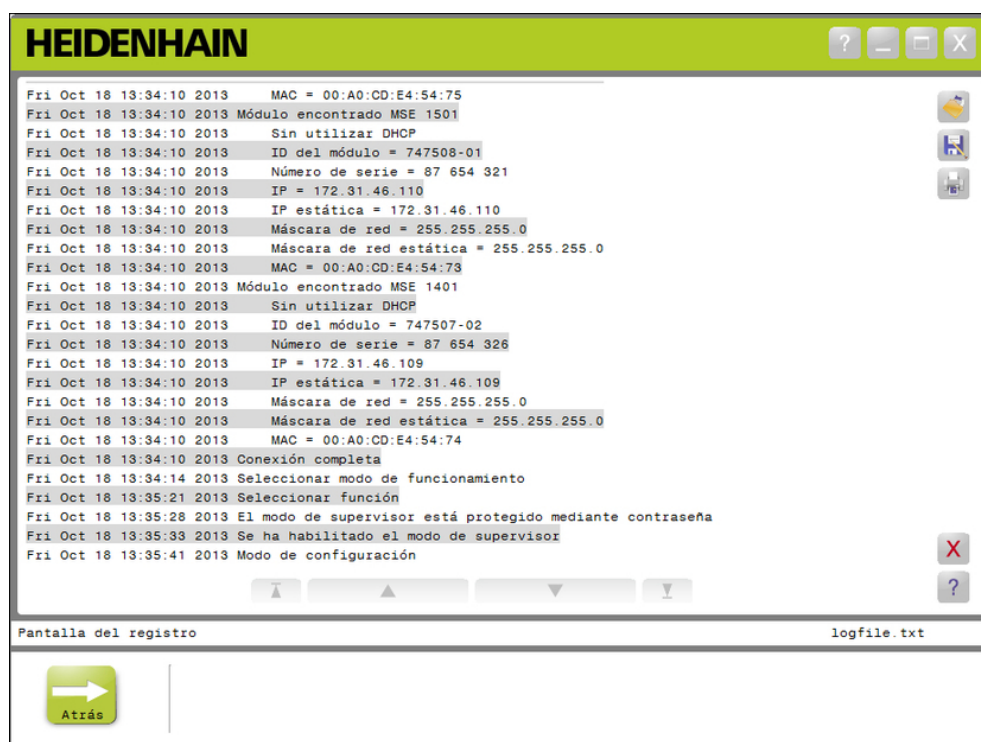 HEIDENHAIN
? _ X
Fri Oct 18 13:34:10 2013 MAC = 00:A0:CD:E4:54:75
Fri Oct 18 13:34:10 2013 Módulo encontrado MSE 1501
Fri Oct 18 13:34:10 2013 Sin utilizar DHCP
Fri Oct 18 13:34:10 2013 ID del módulo = 747508-01
Fri Oct 18 13:34:10 2013 Número de serie = 87 654 321
Fri Oct 18 13:34:10 2013 IP = 172.31.46.110
Fri Oct 18 13:34:10 2013 IP estática = 172.31.46.110
Fri Oct 18 13:34:10 2013 Máscara de red = 255.255.255.0
Fri Oct 18 13:34:10 2013 Máscara de red estática = 255.255.255.0
Fri Oct 18 13:34:10 2013 MAC = 00:A0:CD:E4:54:73
Fri Oct 18 13:34:10 2013 Módulo encontrado MSE 1401
Fri Oct 18 13:34:10 2013 Sin utilizar DHCP
Fri Oct 18 13:34:10 2013 ID del módulo = 747507-02
Fri Oct 18 13:34:10 2013 Número de serie = 87 654 326
Fri Oct 18 13:34:10 2013 IP = 172.31.46.109
Fri Oct 18 13:34:10 2013 IP estática = 172.31.46.109
Fri Oct 18 13:34:10 2013 Máscara de red = 255.255.255.0
Fri Oct 18 13:34:10 2013 Máscara de red estática = 255.255.255.0
Fri Oct 18 13:34:10 2013 MAC = 00:A0:CD:E4:54:74
Fri Oct 18 13:34:10 2013 Conexión completa
Fri Oct 18 13:34:14 2013 Seleccionar modo de funcionamiento
Fri Oct 18 13:35:21 2013 Seleccionar función
Fri Oct 18 13:35:28 2013 El modo de supervisor está protegido mediante contraseña
Fri Oct 18 13:35:33 2013 Se ha habilitado el modo de supervisor
Fri Oct 18 13:35:41 2013 Modo de configuración
X
?
Pantalla del registro logfile.txt
Atrás